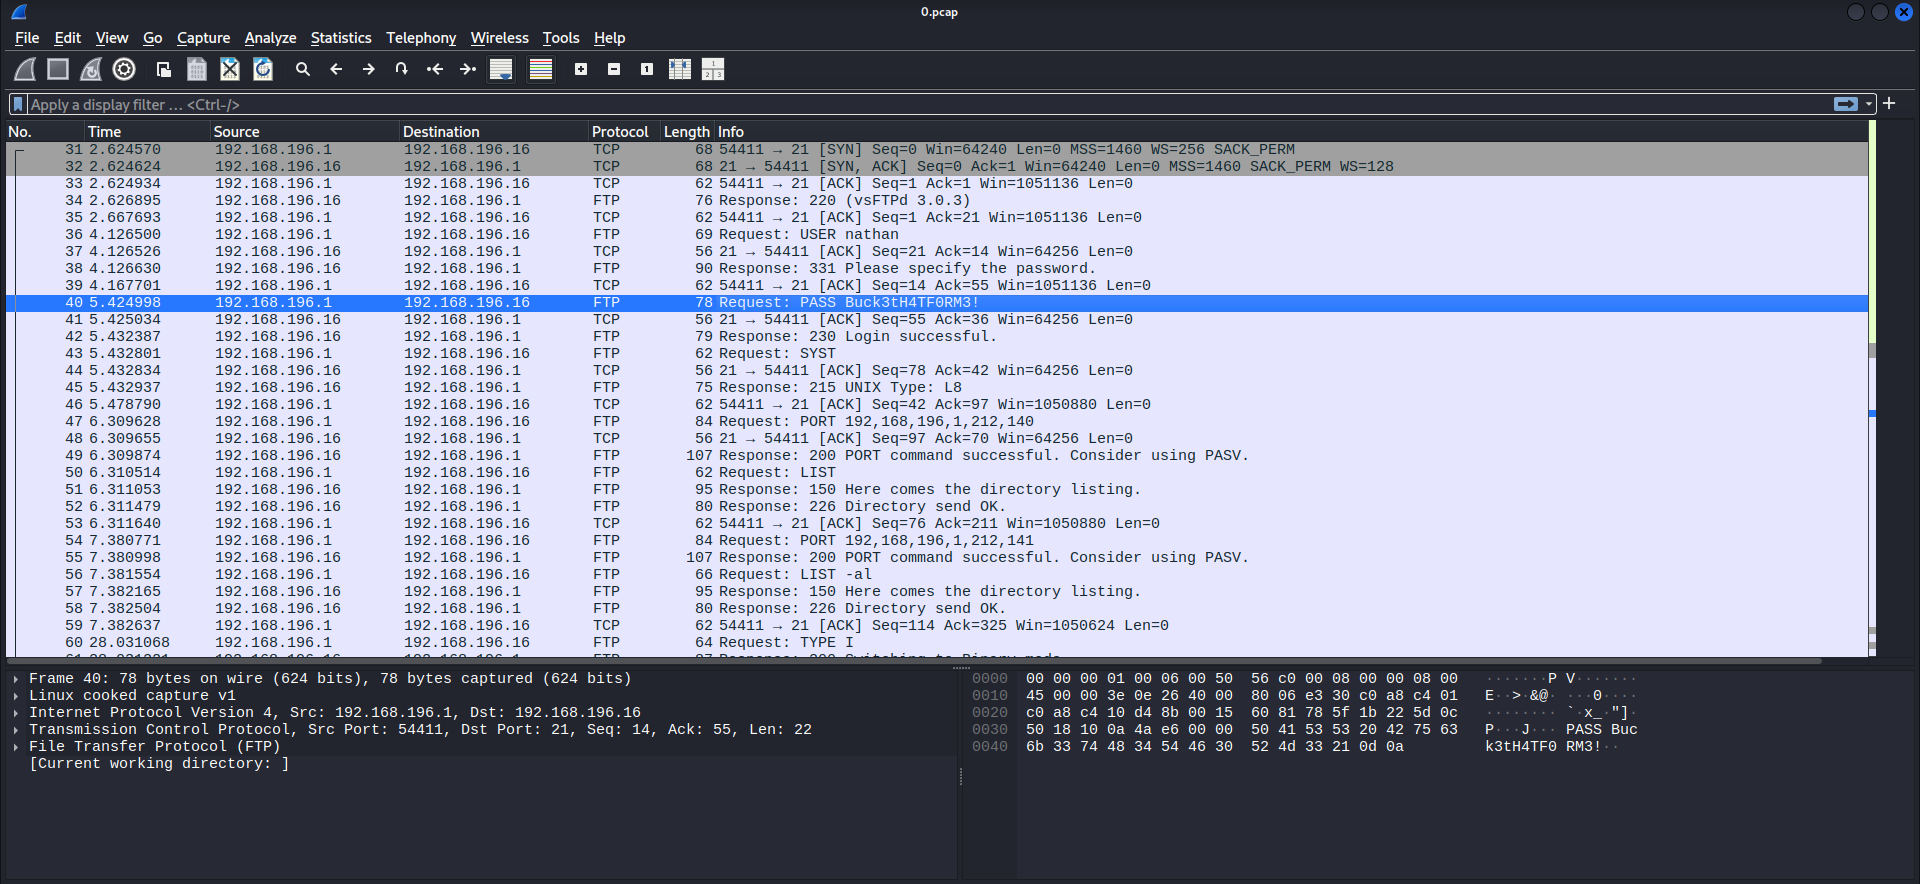 0.pcap
File Edit View Go Capture Analyze Statistics Telephony Wireless Tools Help
Apply a display filter … <Ctrl-/>
No. Time Source Destination Protocol Length Info
31 2.624570 192.168.196.1 192.168.196.16 TCP 68 54411 → 21 [SYN] Seq=0 Win=64240 Len=0 MSS=1460 WS=256 SACK_PERM
32 2.624624 192.168.196.16 192.168.196.1 TCP 68 21 → 54411 [SYN, ACK] Seq=0 Ack=1 Win=64240 Len=0 MSS=1460 SACK_PERM WS=128
33 2.624934 192.168.196.1 192.168.196.16 TCP 62 54411 → 21 [ACK] Seq=1 Ack=1 Win=1051136 Len=0
34 2.626895 192.168.196.16 192.168.196.1 FTP 76 Response: 220 (vsFTPd 3.0.3)
35 2.667693 192.168.196.1 192.168.196.16 TCP 62 54411 → 21 [ACK] Seq=1 Ack=21 Win=1051136 Len=0
36 4.126500 192.168.196.1 192.168.196.16 FTP 69 Request: USER nathan
37 4.126526 192.168.196.16 192.168.196.1 TCP 56 21 → 54411 [ACK] Seq=21 Ack=14 Win=64256 Len=0
38 4.126630 192.168.196.16 192.168.196.1 FTP 90 Response: 331 Please specify the password.
39 4.167701 192.168.196.1 192.168.196.16 TCP 62 54411 → 21 [ACK] Seq=14 Ack=55 Win=1051136 Len=0
40 5.424998 192.168.196.1 192.168.196.16 FTP 78 Request: PASS Buck3tH4TF0RM3!
41 5.425034 192.168.196.16 192.168.196.1 TCP 56 21 → 54411 [ACK] Seq=55 Ack=36 Win=64256 Len=0
42 5.432387 192.168.196.16 192.168.196.1 FTP 79 Response: 230 Login successful.
43 5.432801 192.168.196.1 192.168.196.16 FTP 62 Request: SYST
44 5.432834 192.168.196.16 192.168.196.1 TCP 56 21 → 54411 [ACK] Seq=78 Ack=42 Win=64256 Len=0
45 5.432937 192.168.196.16 192.168.196.1 FTP 75 Response: 215 UNIX Type: L8
46 5.478790 192.168.196.1 192.168.196.16 TCP 62 54411 → 21 [ACK] Seq=42 Ack=97 Win=1050880 Len=0
47 6.309628 192.168.196.1 192.168.196.16 FTP 84 Request: PORT 192,168,196,1,212,140
48 6.309655 192.168.196.16 192.168.196.1 TCP 56 21 → 54411 [ACK] Seq=97 Ack=70 Win=64256 Len=0
49 6.309874 192.168.196.16 192.168.196.1 FTP 107 Response: 200 PORT command successful. Consider using PASV.
50 6.310514 192.168.196.1 192.168.196.16 FTP 62 Request: LIST
51 6.311053 192.168.196.16 192.168.196.1 FTP 95 Response: 150 Here comes the directory listing.
52 6.311479 192.168.196.16 192.168.196.1 FTP 80 Response: 226 Directory send OK.
53 6.311640 192.168.196.1 192.168.196.16 TCP 62 54411 → 21 [ACK] Seq=76 Ack=211 Win=1050880 Len=0
54 7.380771 192.168.196.1 192.168.196.16 FTP 84 Request: PORT 192,168,196,1,212,141
55 7.380998 192.168.196.16 192.168.196.1 FTP 107 Response: 200 PORT command successful. Consider using PASV.
56 7.381554 192.168.196.1 192.168.196.16 FTP 66 Request: LIST -al
57 7.382165 192.168.196.16 192.168.196.1 FTP 95 Response: 150 Here comes the directory listing.
58 7.382504 192.168.196.16 192.168.196.1 FTP 80 Response: 226 Directory send OK.
59 7.382637 192.168.196.1 192.168.196.16 TCP 62 54411 → 21 [ACK] Seq=114 Ack=325 Win=1050624 Len=0
60 28.031068 192.168.196.1 192.168.196.16 FTP 64 Request: TYPE I
Frame 40: 78 bytes on wire (624 bits), 78 bytes captured (624 bits)
Linux cooked capture v1
Internet Protocol Version 4, Src: 192.168.196.1, Dst: 192.168.196.16
Transmission Control Protocol, Src Port: 54411, Dst Port: 21, Seq: 14, Ack: 55, Len: 22
File Transfer Protocol (FTP)
[Current working directory: ]
0000 00 00 00 01 00 06 00 50 56 c0 00 08 00 00 08 00 ·······P V·······
0010 45 00 00 3e 0e 26 40 00 80 06 e3 30 c0 a8 c4 01 E··>·&@· ···0····
0020 c0 a8 c4 10 d4 8b 00 15 60 81 78 5f 1b 22 5d 0c ········ `·x_·"]·
0030 50 18 10 0a 4a e6 00 00 50 41 53 53 20 42 75 63 P···J··· PASS Buc
0040 6b 33 74 48 34 54 46 30 52 4d 33 21 0d 0a k3tH4TF0 RM3!··